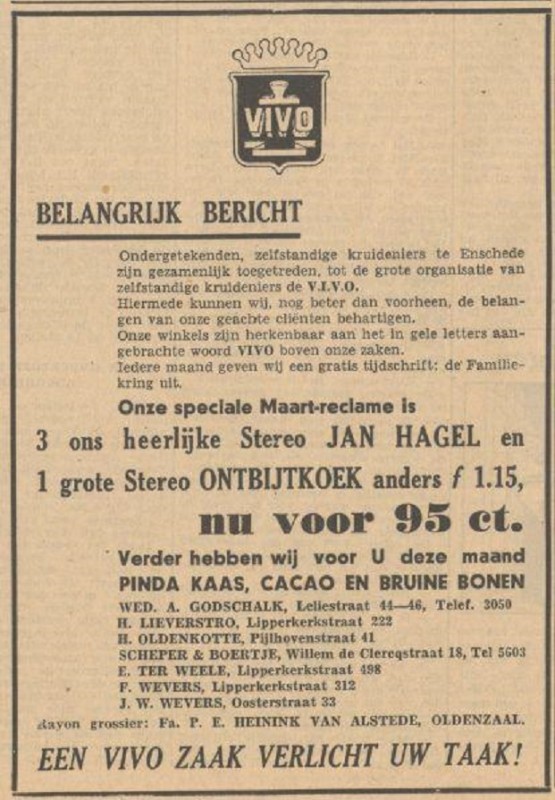 VIVO
BELANGRIJK BERICHT
Ondergetekenden, zelfstandige kruideniers te Enschede
zijn gezamenlijk toegetreden, tot de grote organisatie van
zelfstandige kruideniers de V.I.V.O.
Hiermede kunnen wij, nog beter dan voorheen, de belan-
gen van onze geachte cliënten behartigen.
Onze winkels zijn herkenbaar aan het in gele letters aan-
gebrachte woord VIVO boven onze zaken.
Iedere maand geven wij een gratis tijdschrift: de Familie-
kring uit.
Onze speciale Maart-reclame is
3 ons heerlijke Stereo JAN HAGEL en
1 grote Stereo ONTBIJTKOEK anders f 1.15,
nu voor 95 ct.
Verder hebben wij voor U deze maand
PINDA KAAS, CACAO EN BRUINE BONEN
WED. A. GODSCHALK, Leliestraat 44—46, Telef. 3050
H. LIEVERSTRO, Lipperkerkstraat 222
H. OLDENKOTTE, Pijlhovenstraat 41
SCHEPER & BOERTJE, Willem de Clercqstraat 18, Tel 5603
E. TER WEELE, Lipperkerkstraat 498
F. WEVERS, Lipperkerkstraat 312
J. W. WEVERS, Oosterstraat 33
Rayon grossier: Fa. P. E. HEININK VAN ALSTEDE, OLDENZAAL.
EEN VIVO ZAAK VERLICHT UW TAAK!